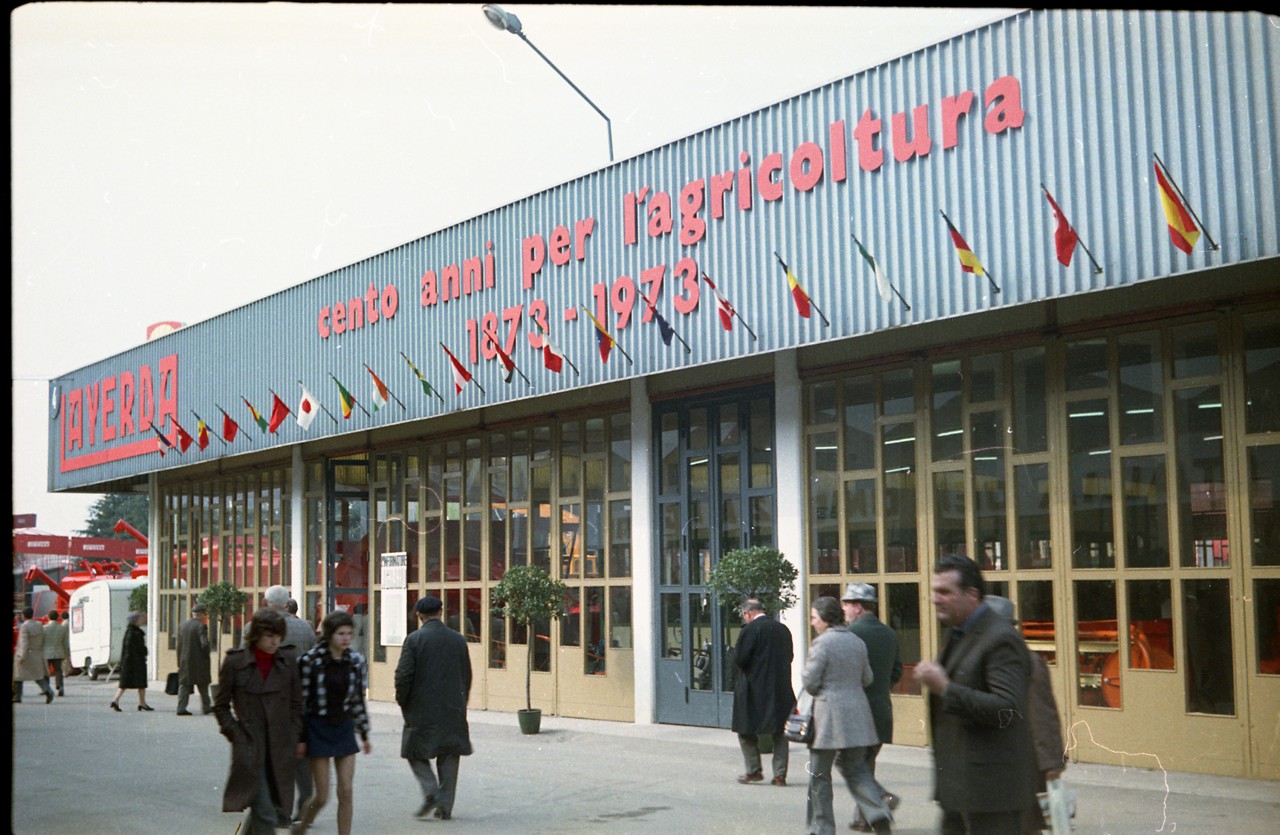 cento anni per l'agricoltura
1873-1973
LAVERDA